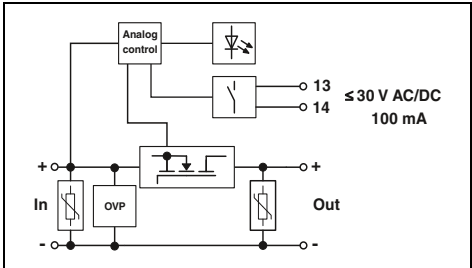 Analog
control
13
14
≤ 30 V AC/DC
100 mA
+ +
In OVP Out
- -